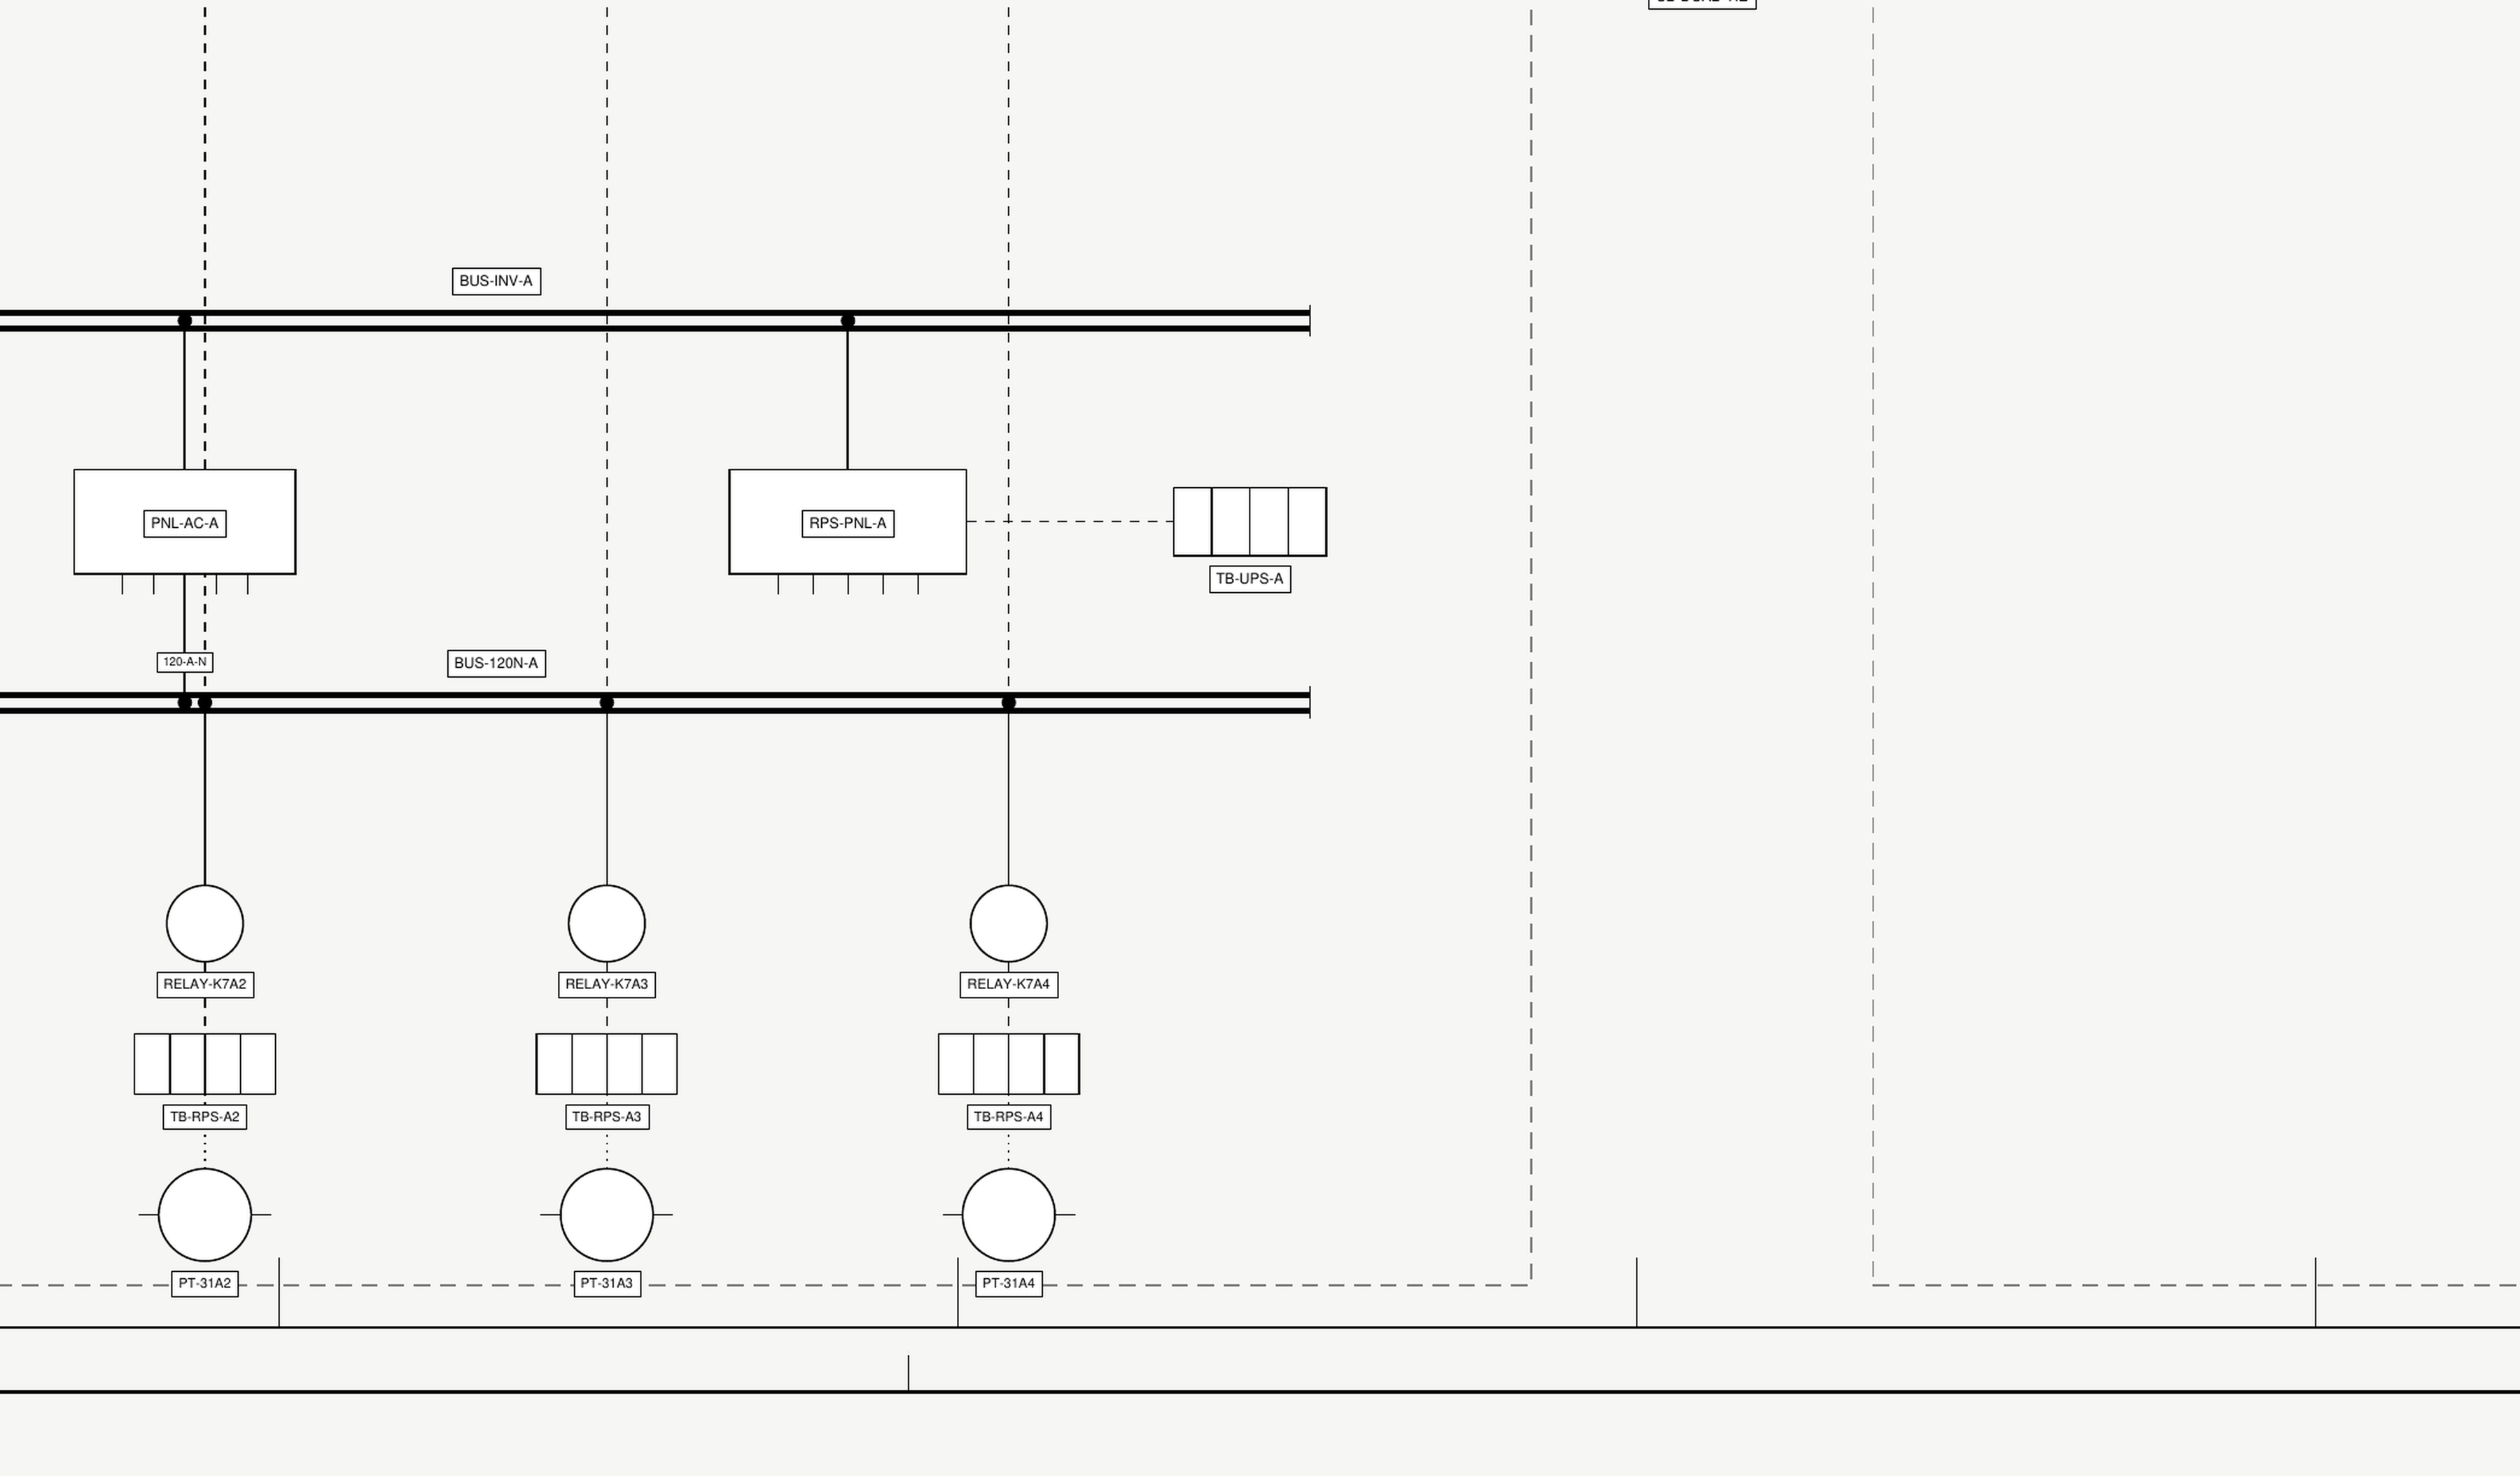 BUS-INV-A
PNL-AC-A
RPS-PNL-A
TB-UPS-A
120-A-N
BUS-120N-A
RELAY-K7A2
RELAY-K7A3
RELAY-K7A4
TB-RPS-A2
TB-RPS-A3
TB-RPS-A4
PT-31A2
PT-31A3
PT-31A4